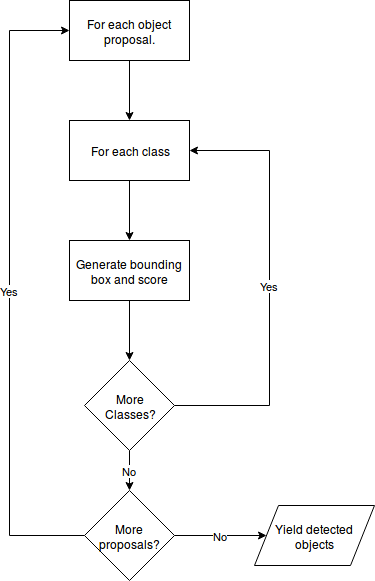 For each object
proposal.
For each class
Generate bounding
box and score
Yes
Yes
More
Classes?
No
More
proposals?
No
Yield detected
objects